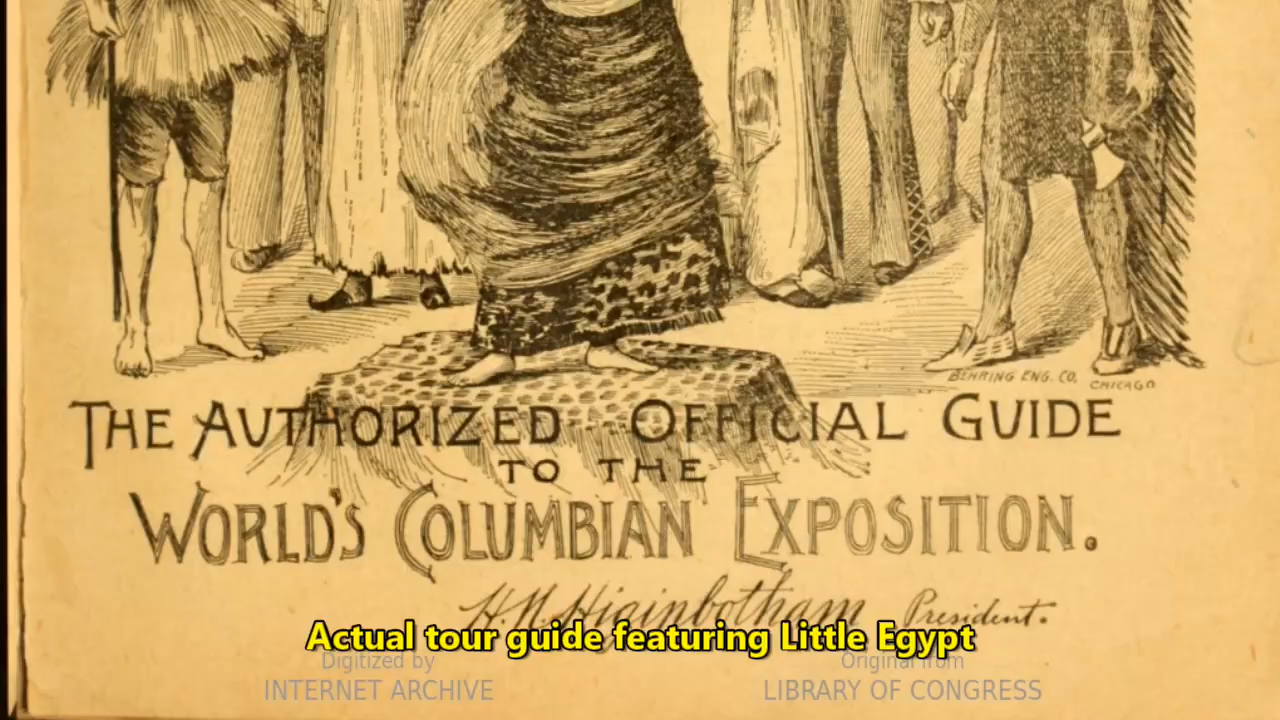 BEHRING ENG. CO. CHICAGO
THE AUTHORIZED OFFICIAL GUIDE
TO THE
WORLD'S COLUMBIAN EXPOSITION.
H. N. Higinbotham President.
Actual tour guide featuring Little Egypt
Digitized by Original from
INTERNET ARCHIVE LIBRARY OF CONGRESS